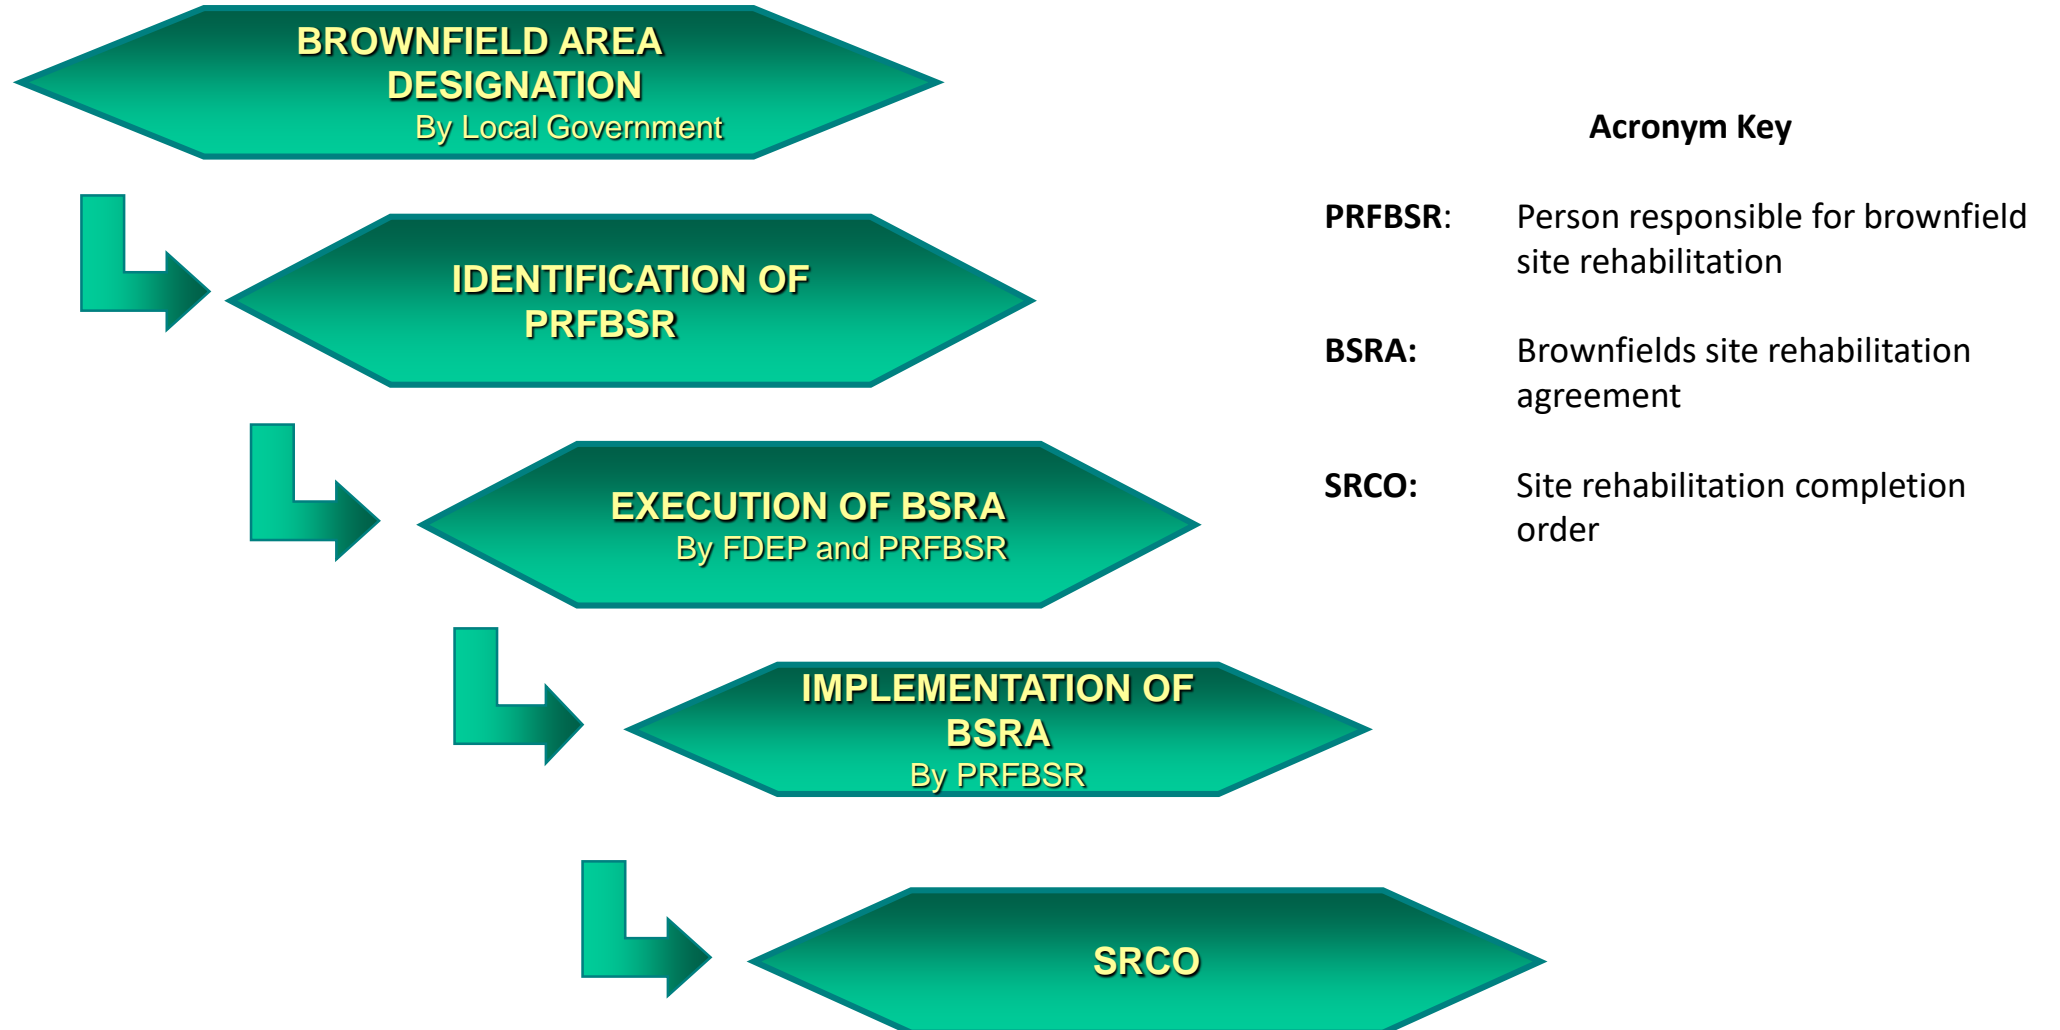 BROWNFIELD AREA
DESIGNATION
By Local Government
IDENTIFICATION OF
PRFBSR
EXECUTION OF BSRA
By FDEP and PRFBSR
IMPLEMENTATION OF
BSRA
By PRFBSR
SRCO
Acronym Key
PRFBSR: Person responsible for brownfield
site rehabilitation
BSRA: Brownfields site rehabilitation
agreement
SRCO: Site rehabilitation completion
order